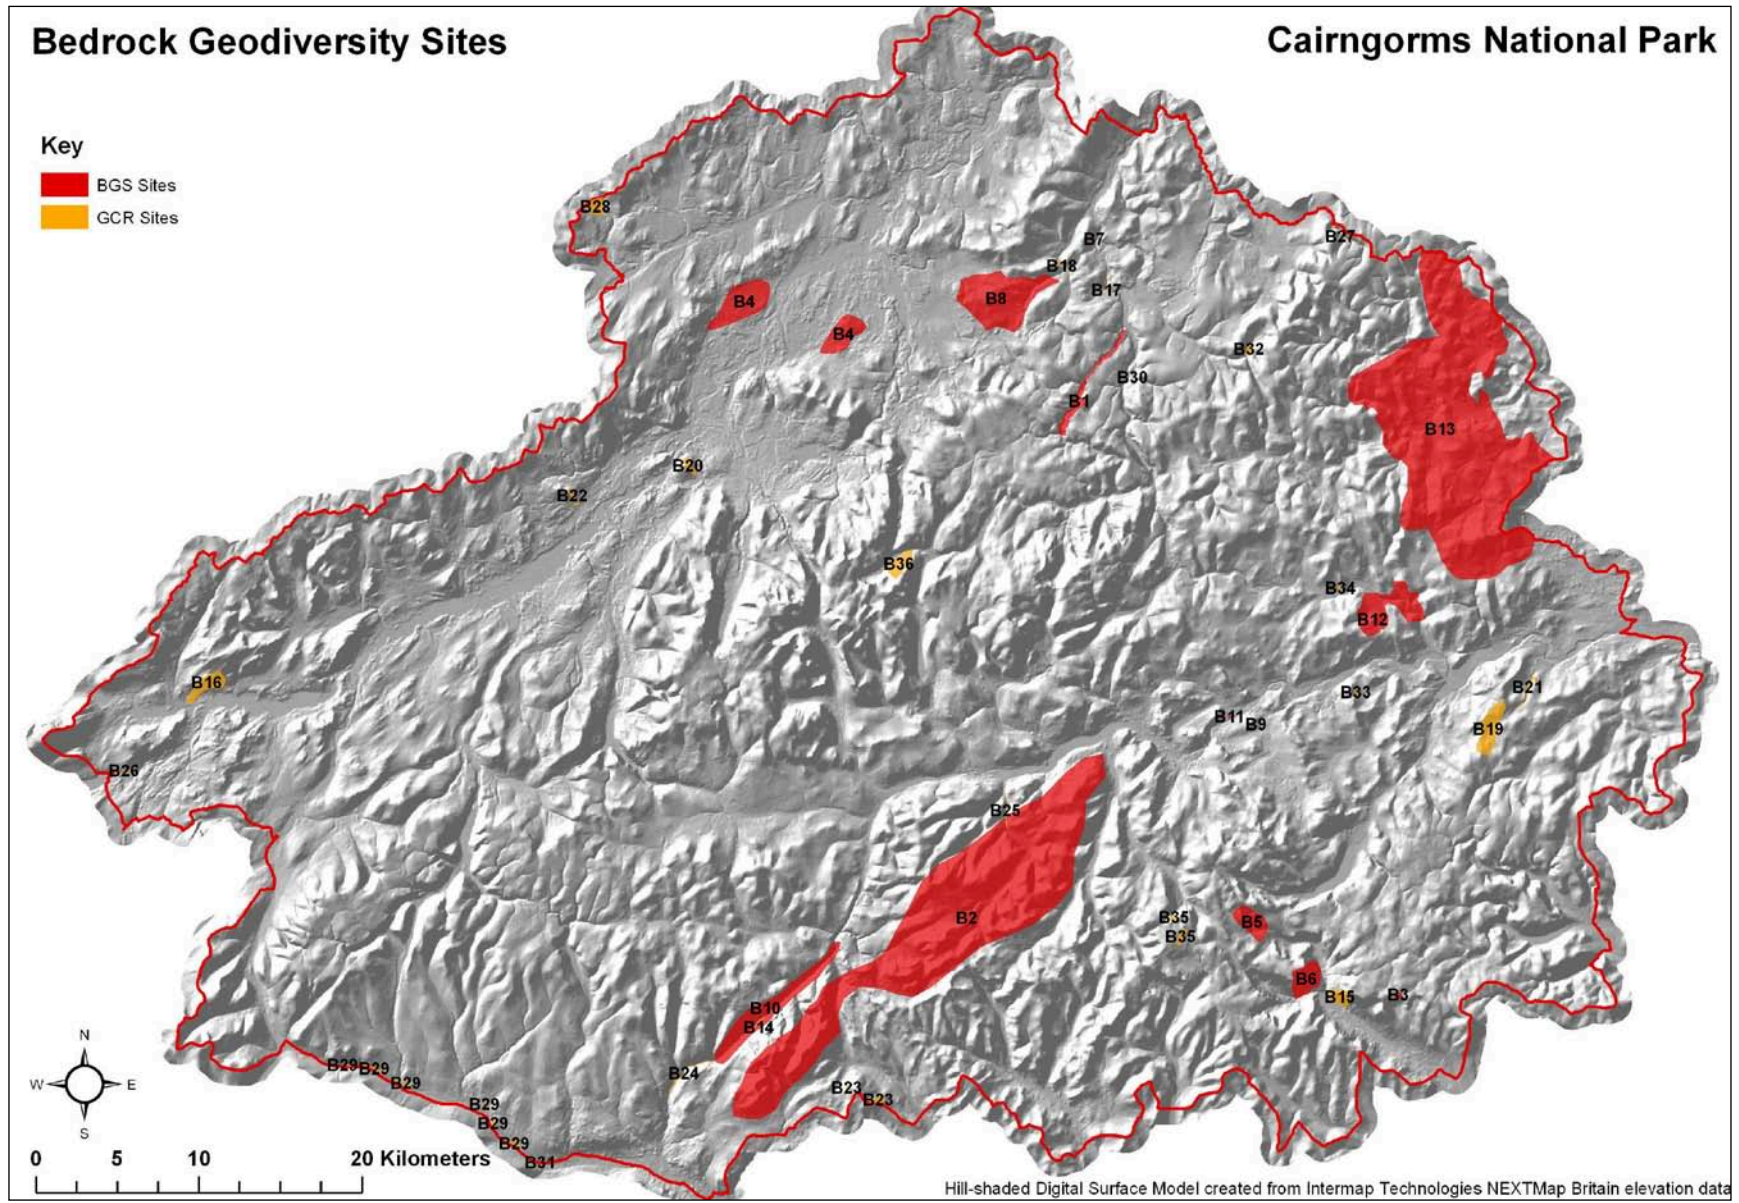 Bedrock Geodiversity Sites
Cairngorms National Park
Key
BGS Sites
GCR Sites
B28
B7
B27
B18
B17
B4
B8
B4
B32
B30
B1
B13
B20
B22
B36
B34
B12
B16
B33
B21
B11
B9
B19
B26
B25
B2
B35
B5
B35
B6
B15
B3
B10
B14
N
W
E
S
B29
B29
B29
B24
B23
B23
B29
B29
B29
B31
0 5 10 20 Kilometers
Hill-shaded Digital Surface Model created from Intermap Technologies NEXTMap Britain elevation data